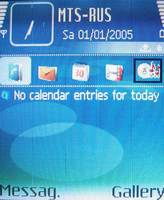 MTS-RUS
Sa 01/01/2005
No calendar entries for today
Messag.
Gallery